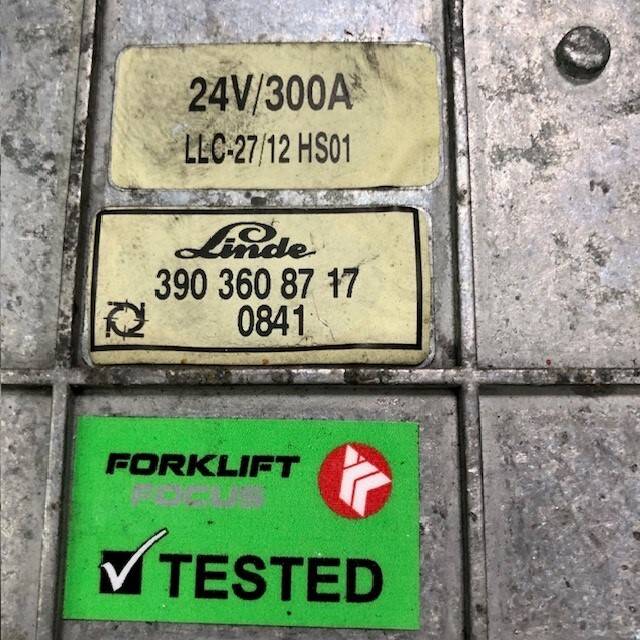 24V/300A
LLC-27/12 HS01
Linde
390 360 87 17
0841
FORKLIFT
FOCUS
TESTED